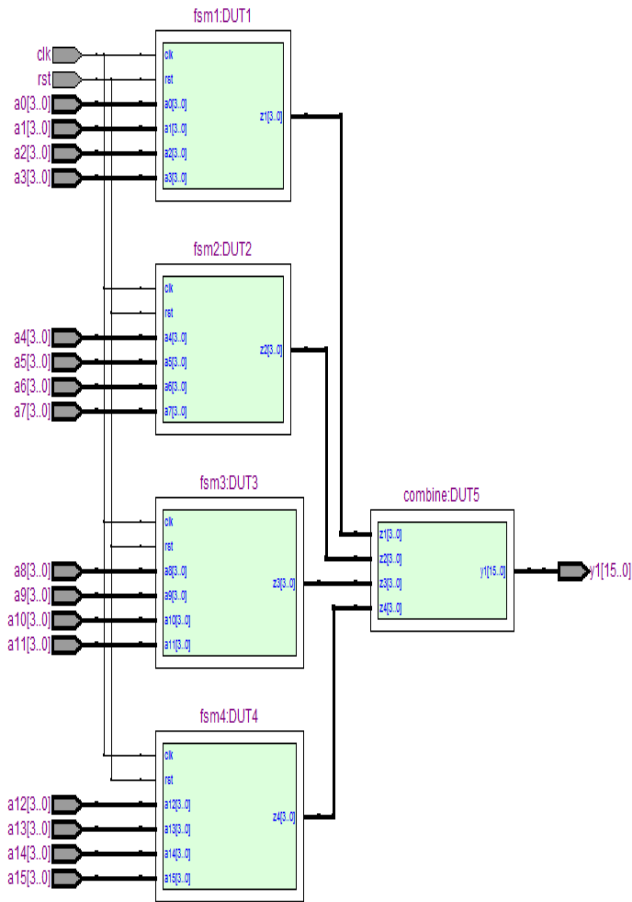 fsm1:DUT1
clk clk
rst rst
a0[3..0] a0[3..0]
z1[3..0]
a1[3..0] a1[3..0]
a2[3..0] a2[3..0]
a3[3..0] a3[3..0]
fsm2:DUT2
clk
rst
a4[3..0] a4[3..0]
z2[3..0]
a5[3..0] a5[3..0]
a6[3..0] a6[3..0]
a7[3..0] a7[3..0]
fsm3:DUT3
clk
rst
a8[3..0] a8[3..0]
z3[3..0]
a9[3..0] a9[3..0]
a10[3..0] a10[3..0]
a11[3..0] a11[3..0]
combine:DUT5
z1[3..0]
z2[3..0]
y1[15..0] y1[15..0]
z3[3..0]
z4[3..0]
fsm4:DUT4
clk
rst
a12[3..0] a12[3..0]
z4[3..0]
a13[3..0] a13[3..0]
a14[3..0] a14[3..0]
a15[3..0] a15[3..0]